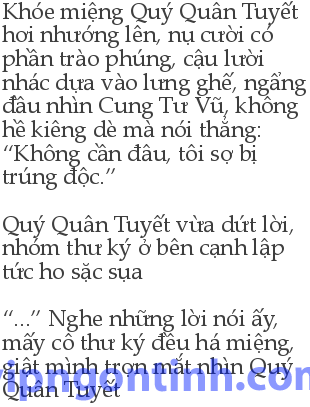 Khóe miệng Quý Quân Tuyết
hơi nhướng lên, nụ cười có
phần trào phúng, cậu lười
nhác dựa vào lưng ghế, ngẩng
đầu nhìn Cung Tư Vũ, không
hề kiêng dè mà nói thẳng:
“Không cần đâu, tôi sợ bị
trúng độc.”
Quý Quân Tuyết vừa dứt lời,
nhóm thư ký ở bên cạnh lập
tức ho sặc sụa
“...” Nghe những lời nói ấy,
mấy cô thư ký đều há miệng,
giật mình trợn mắt nhìn Quý
Quân Tuyết
vipngontinh.com